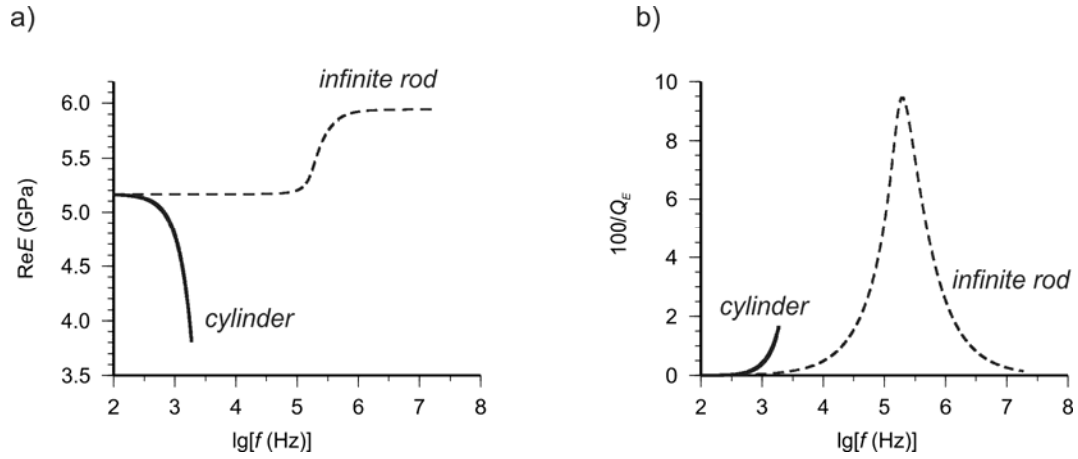 a)
infinite rod
6.0
5.5
5.0
4.5
4.0
3.5
ReE (GPa)
cylinder
2 3 4 5 6 7 8
lg[f (Hz)]
b)
10
8
6
4
2
0
100/QE
cylinder
infinite rod
2 3 4 5 6 7 8
lg[f (Hz)]